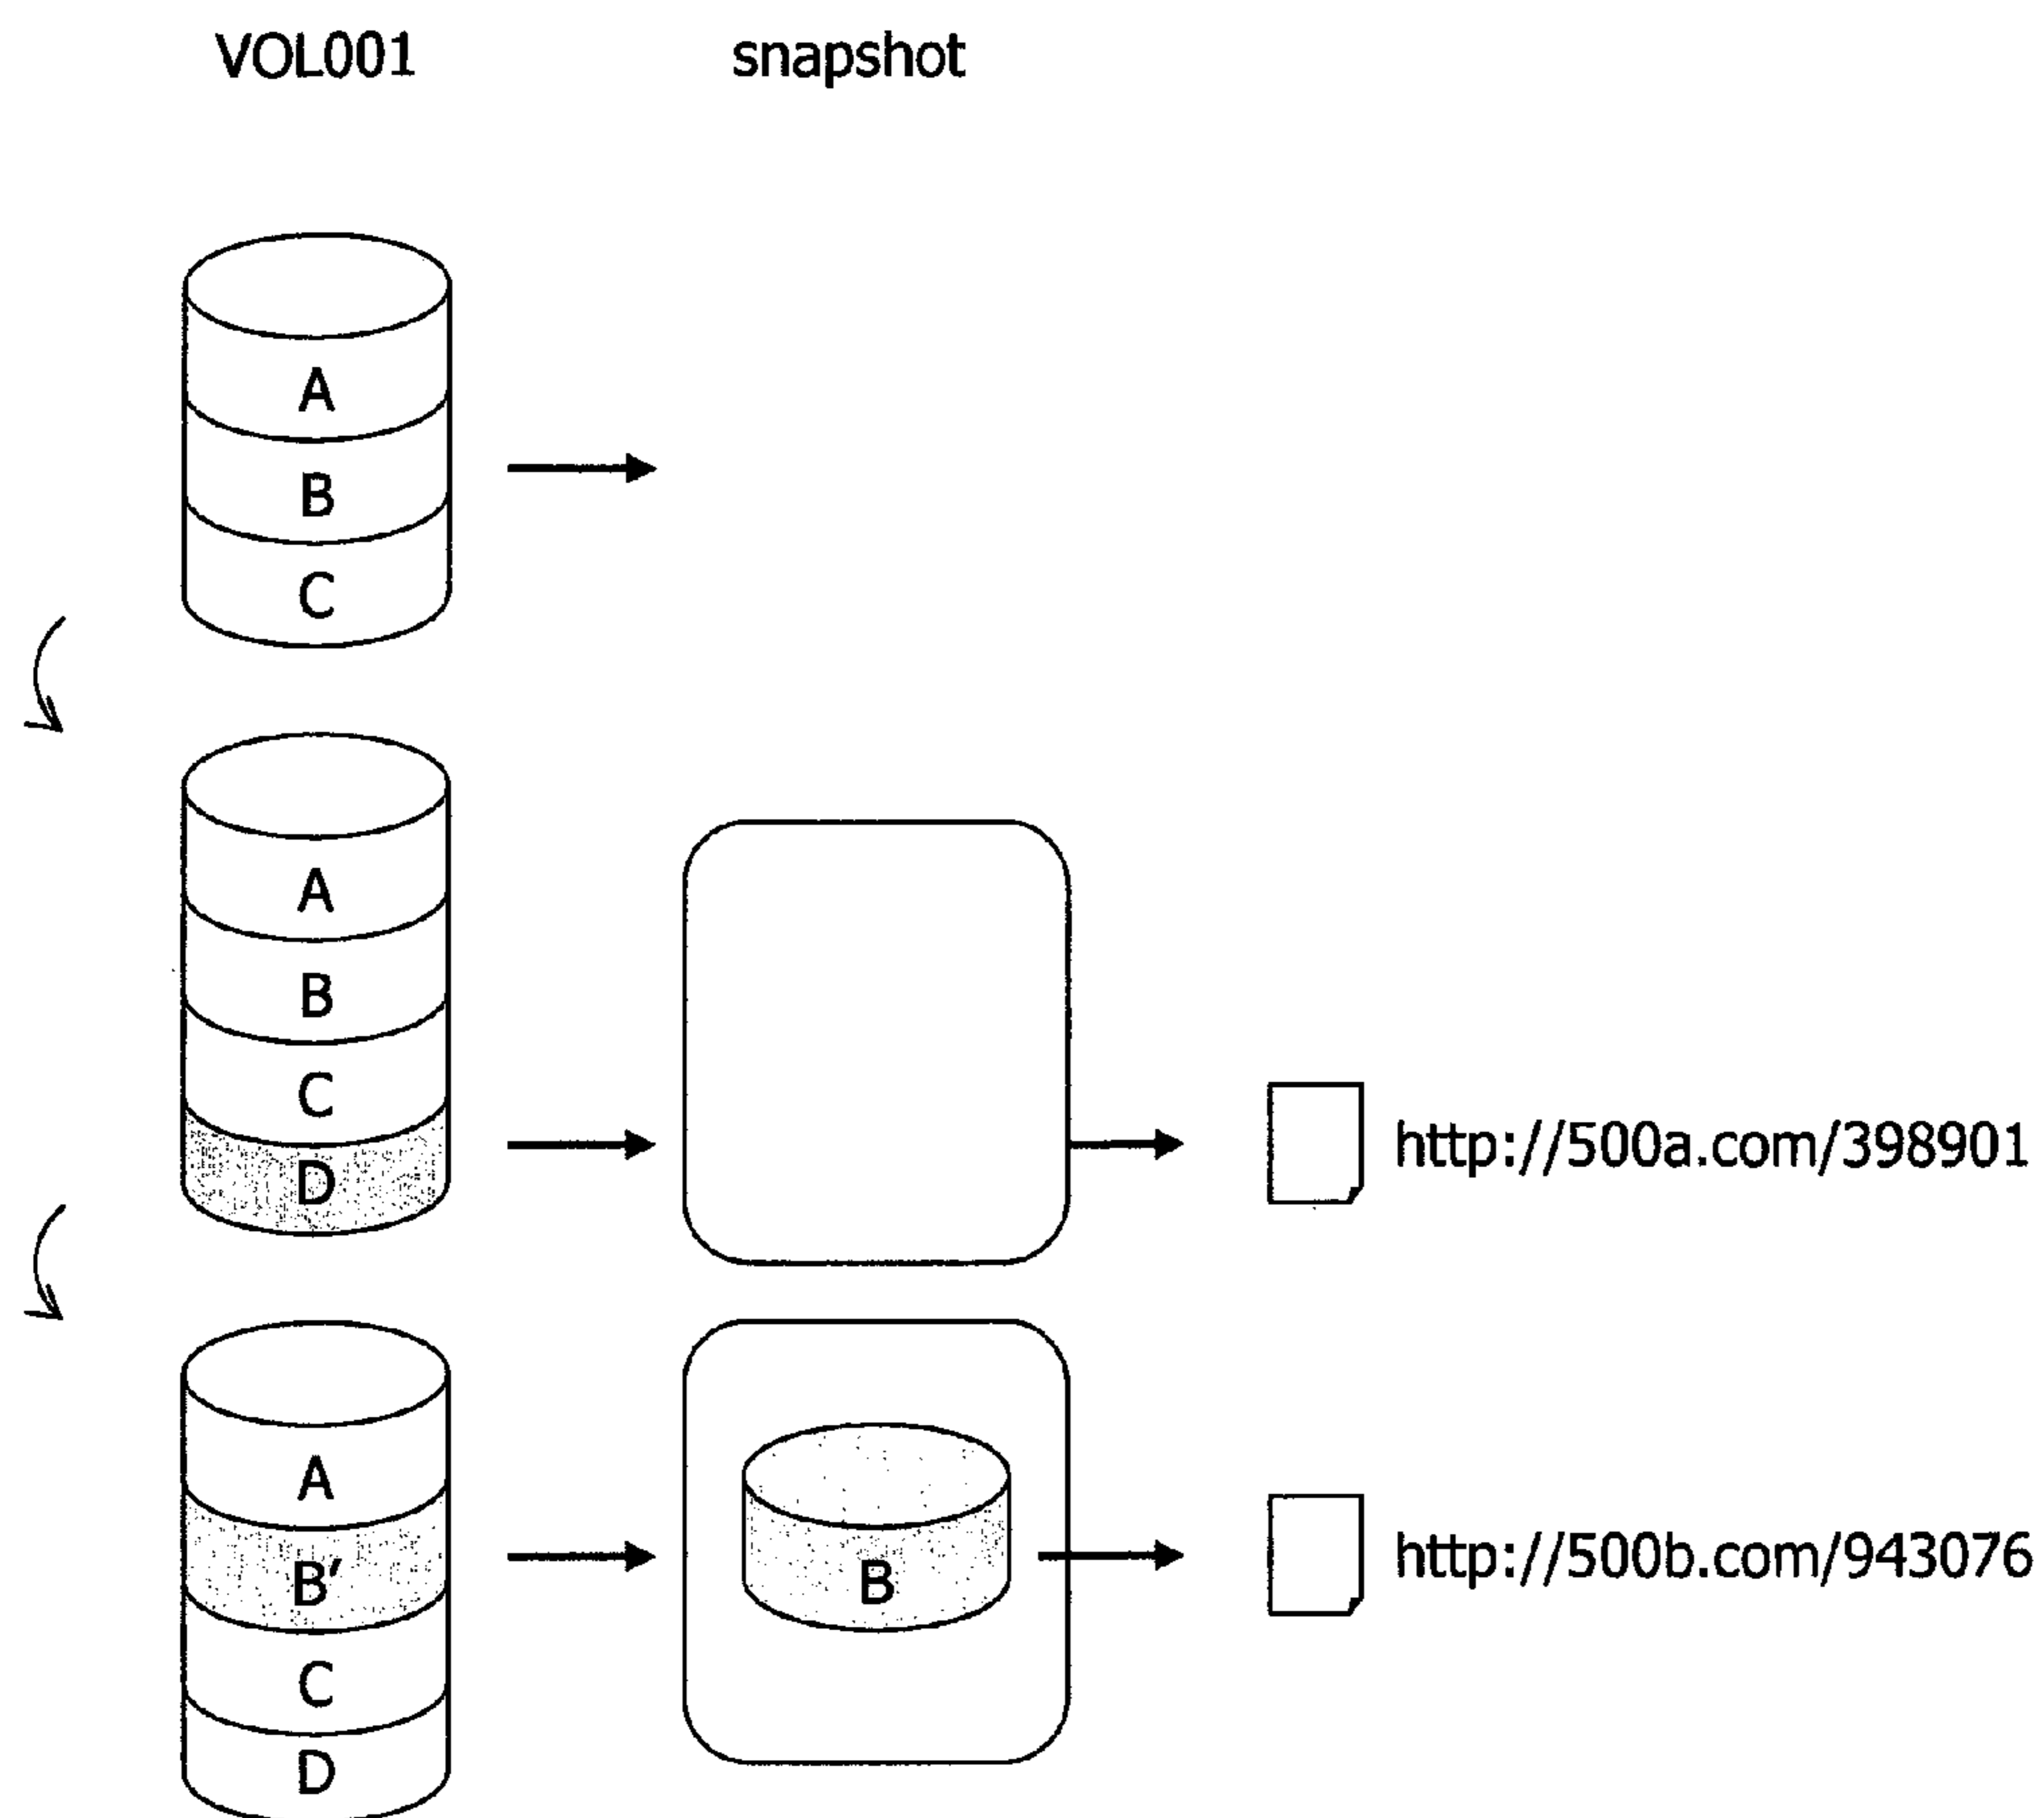 VOL001 snapshot
A
B
C
A
B
C
D
http://500a.com/398901
A
B′
B
http://500b.com/943076
C
D